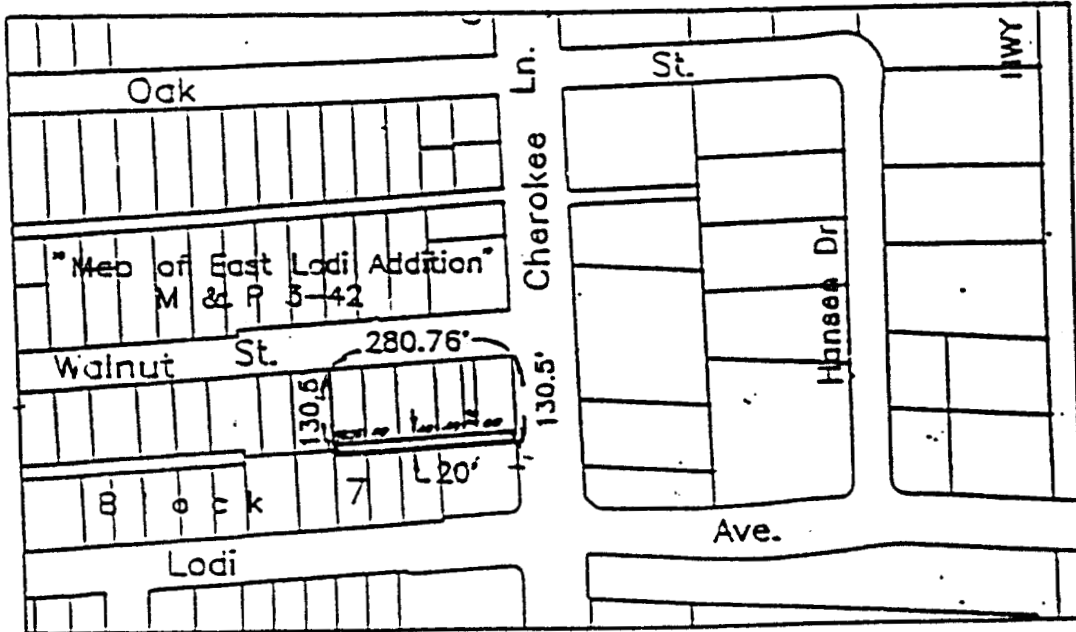 HWY
Oak
St.
Cherokee Ln.
"Map of East Lodi Addition"
M & P 3-42
Hansen Dr
Walnut St.
280.76'
130.5'
130.5'
20'
Block 7
Lodi
Ave.